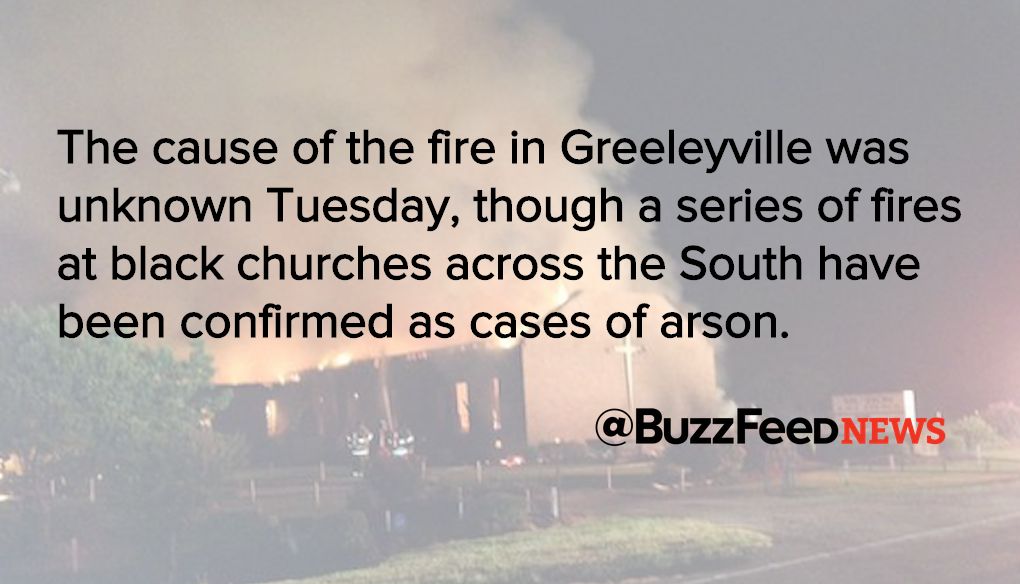 The cause of the fire in Greeleyville was
unknown Tuesday, though a series of fires
at black churches across the South have
been confirmed as cases of arson.
@BuzzFeedNEWS